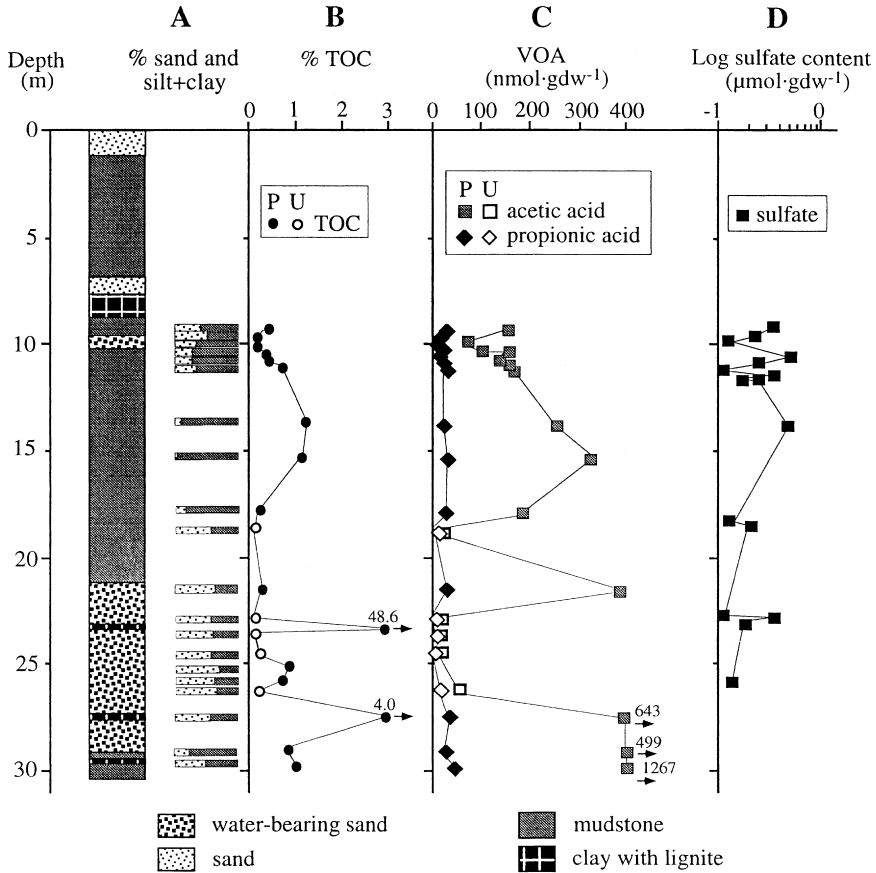 A B C D
Depth
(m)
% sand and
silt+clay
% TOC
VOA
(nmol·gdw-1)
Log sulfate content
(µmol·gdw-1)
0 1 2 3
0 100 200 300 400
-1 0
0
5
10
15
20
25
30
P U
TOC
P U
acetic acid
propionic acid
sulfate
48.6
4.0
643
499
1267
water-bearing sand
sand
mudstone
clay with lignite